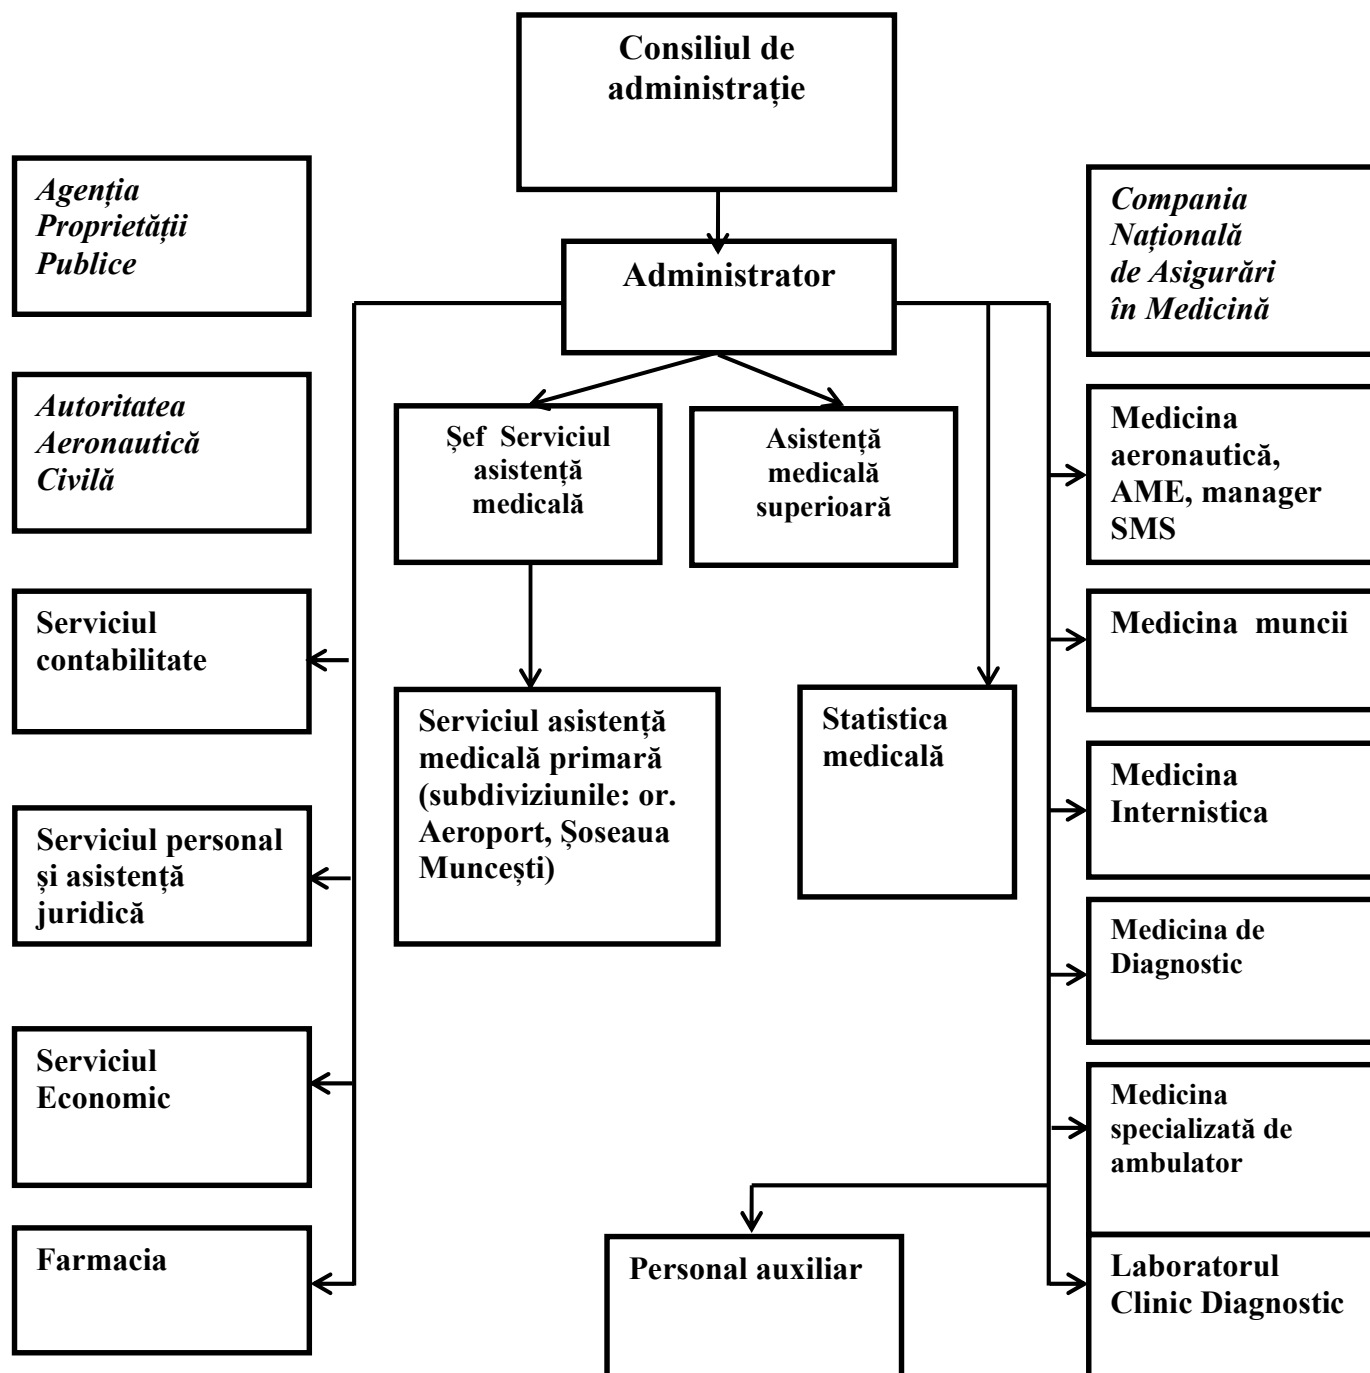 Consiliul de
administrație
Agenția
Proprietății
Publice
Compania
Națională
de Asigurări
în Medicină
Administrator
Autoritatea
Aeronautică
Civilă
Șef  Serviciul
asistență
medicală
Asistență
medicală
superioară
Medicina
aeronautică,
AME, manager
SMS
Serviciul
contabilitate
Medicina  muncii
Serviciul asistență
medicală primară
(subdiviziunile: or.
Aeroport, Șoseaua
Muncești)
Statistica
medicală
Medicina
Internistica
Serviciul personal
și asistență
juridică
Medicina de
Diagnostic
Serviciul
Economic
Medicina
specializată de
ambulator
Farmacia
Personal auxiliar
Laboratorul
Clinic Diagnostic